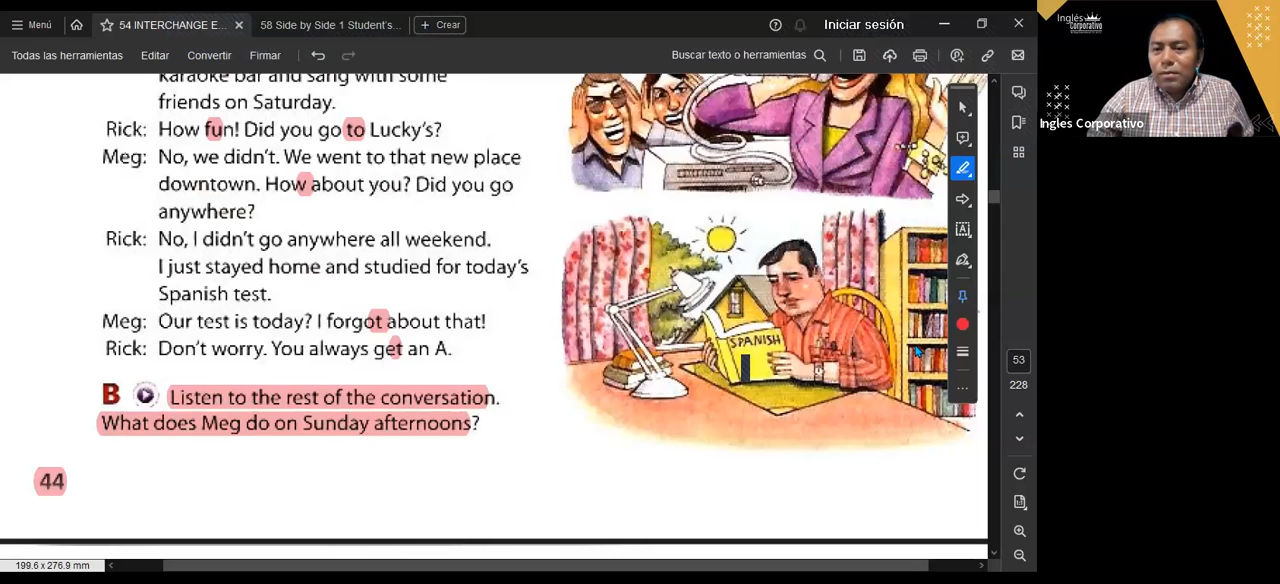 Menú
54 INTERCHANGE E...
58 Side by Side 1 Student's...
+ Crear
Iniciar sesión
Todas las herramientas
Editar
Convertir
Firmar
Buscar texto o herramientas
karaoke bar and sang with some
friends on Saturday.
Rick: How fun! Did you go to Lucky's?
Meg: No, we didn't. We went to that new place
downtown. How about you? Did you go
anywhere?
Rick: No, I didn't go anywhere all weekend.
I just stayed home and studied for today's
Spanish test.
Meg: Our test is today? I forgot about that!
Rick: Don't worry. You always get an A.
B Listen to the rest of the conversation.
What does Meg do on Sunday afternoons?
44
SPANISH
53
228
199.6 x 276.9 mm
Inglés
Corporativo
Ingles Corporativo